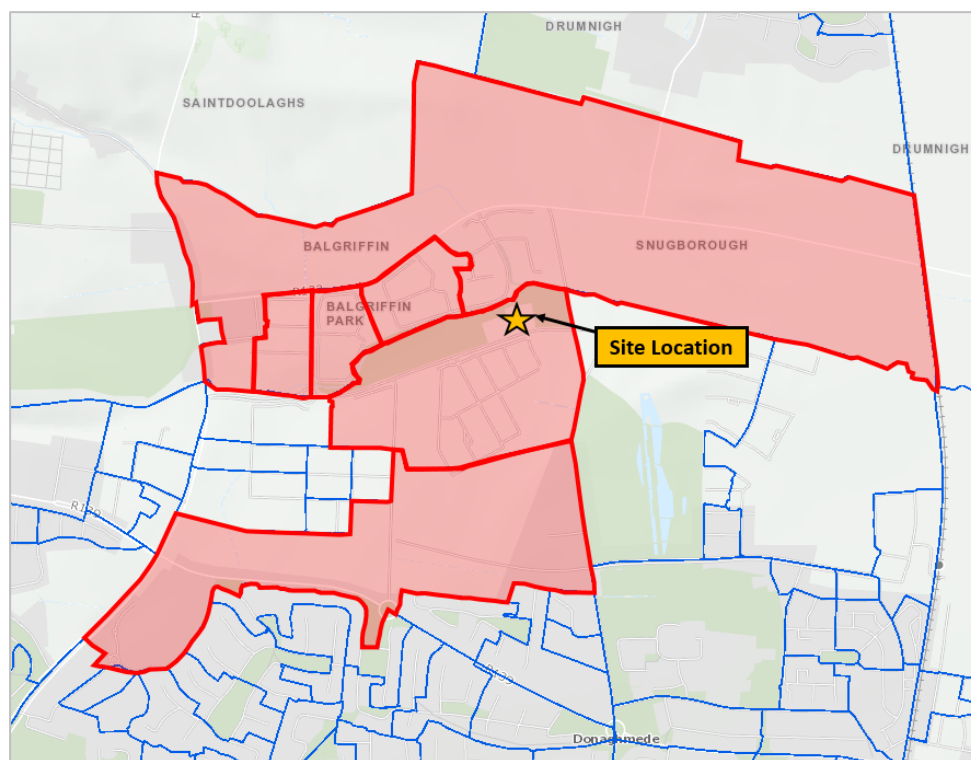 DRUMNIGH
SAINTDOOLAGHS
DRUMNIGH
BALGRIFFIN
SNUGBOROUGH
BALGRIFFIN
PARK
Site Location
R139
Donaghmede